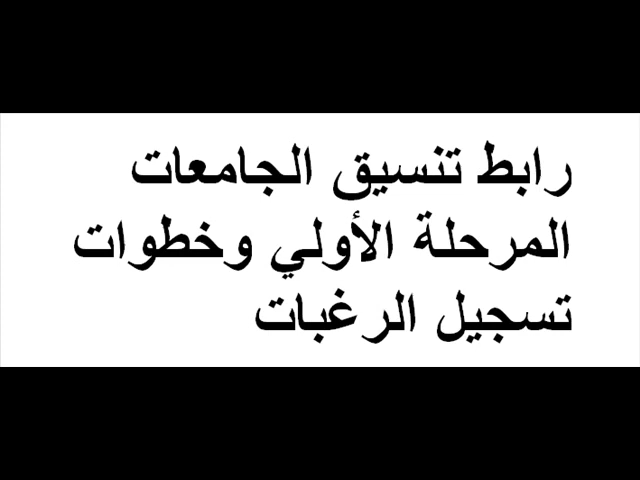 رابط تنسيق الجامعات
المرحلة الأولي وخطوات
تسجيل الرغبات